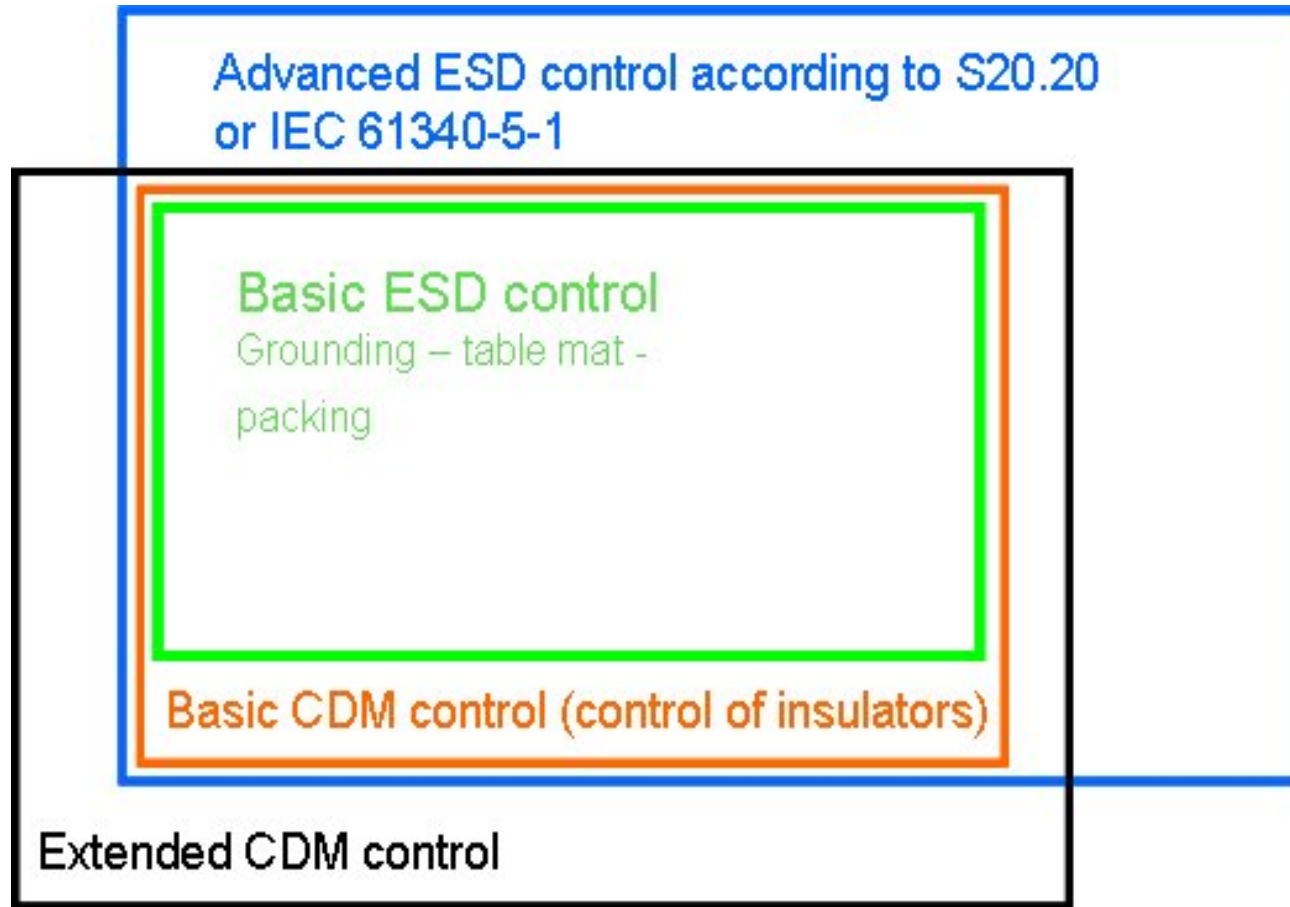 Advanced ESD control according to S20.20
or IEC 61340-5-1
Basic ESD control
Grounding – table mat -
packing
Basic CDM control (control of insulators)
Extended CDM control